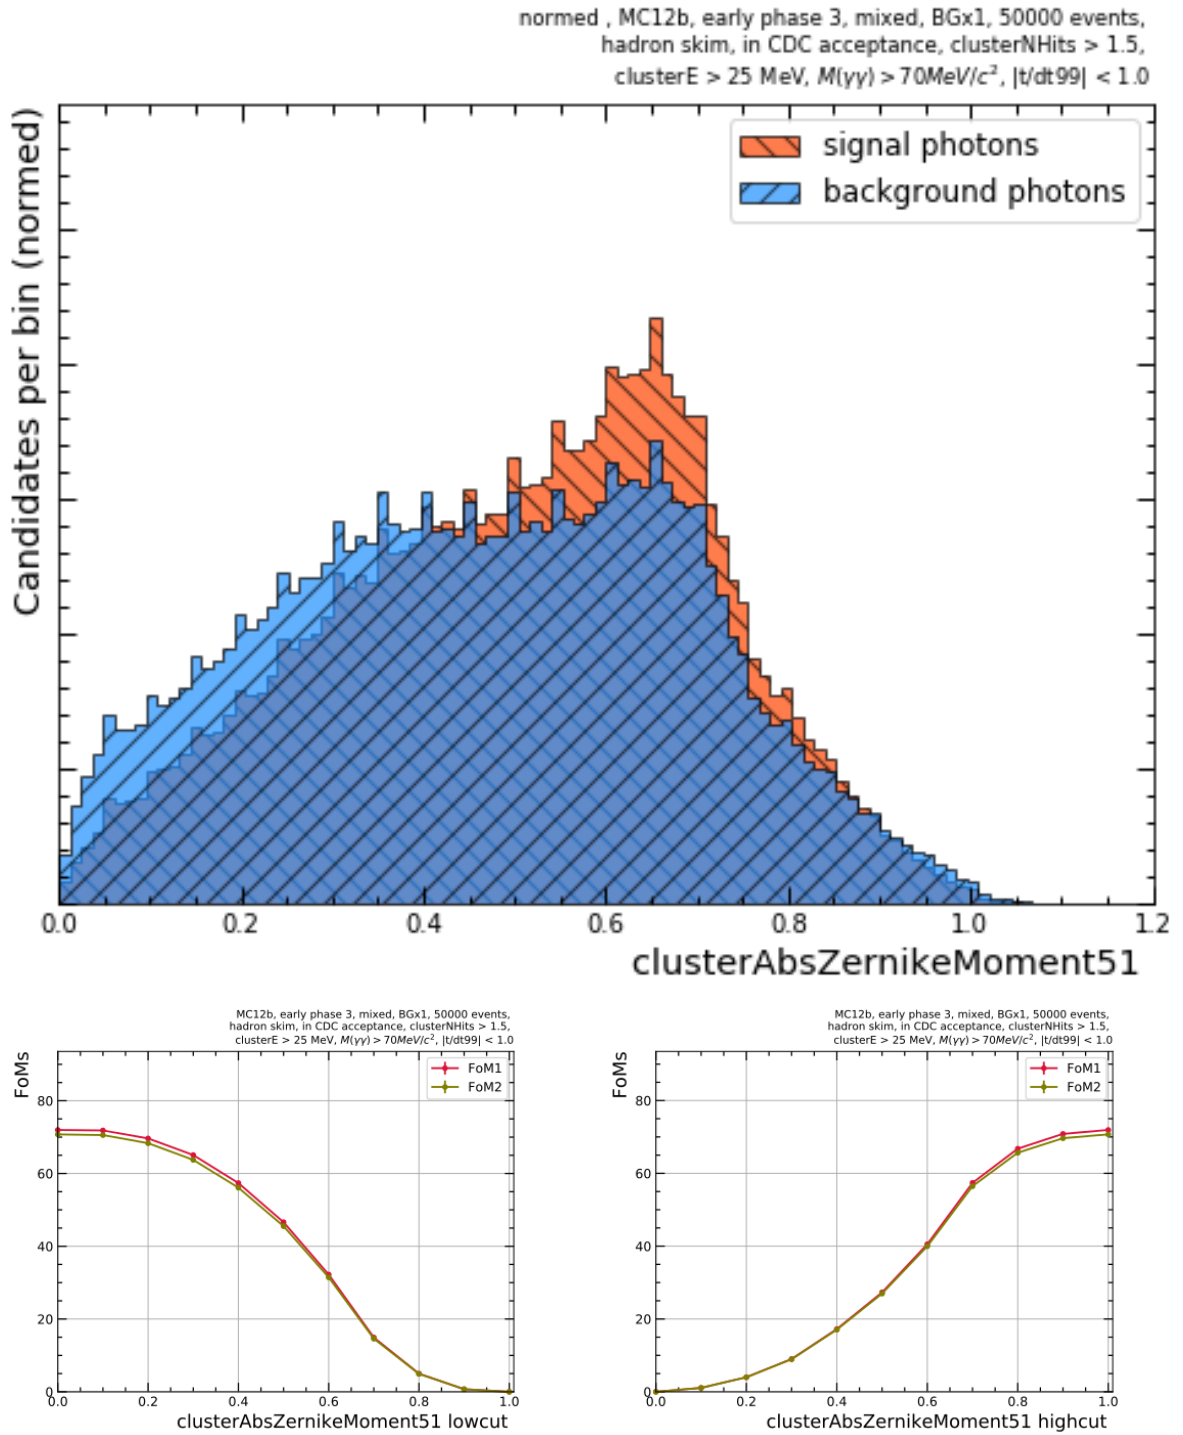 normed , MC12b, early phase 3, mixed, BGx1, 50000 events,
hadron skim, in CDC acceptance, clusterNHits > 1.5,
clusterE > 25 MeV, M(γγ) > 70MeV/c², |t/dt99| < 1.0
Candidates per bin (normed)
signal photons
background photons
0.0 0.2 0.4 0.6 0.8 1.0 1.2
clusterAbsZernikeMoment51
MC12b, early phase 3, mixed, BGx1, 50000 events,
hadron skim, in CDC acceptance, clusterNHits > 1.5,
clusterE > 25 MeV, M(γγ) > 70MeV/c², |t/dt99| < 1.0
FoMs
FoM1
FoM2
80
60
40
20
0
0.0 0.2 0.4 0.6 0.8 1.0
clusterAbsZernikeMoment51 lowcut
MC12b, early phase 3, mixed, BGx1, 50000 events,
hadron skim, in CDC acceptance, clusterNHits > 1.5,
clusterE > 25 MeV, M(γγ) > 70MeV/c², |t/dt99| < 1.0
FoMs
FoM1
FoM2
80
60
40
20
0
0.0 0.2 0.4 0.6 0.8 1.0
clusterAbsZernikeMoment51 highcut